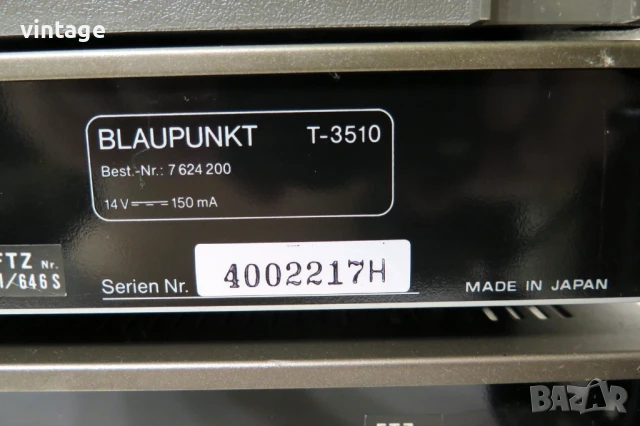 vintage
BLAUPUNKT T-3510
Best.-Nr.: 7 624 200
14 V 150 mA
FTZ Nr.
/646 S
Serien Nr. 4002217H
MADE IN JAPAN
BAZAR